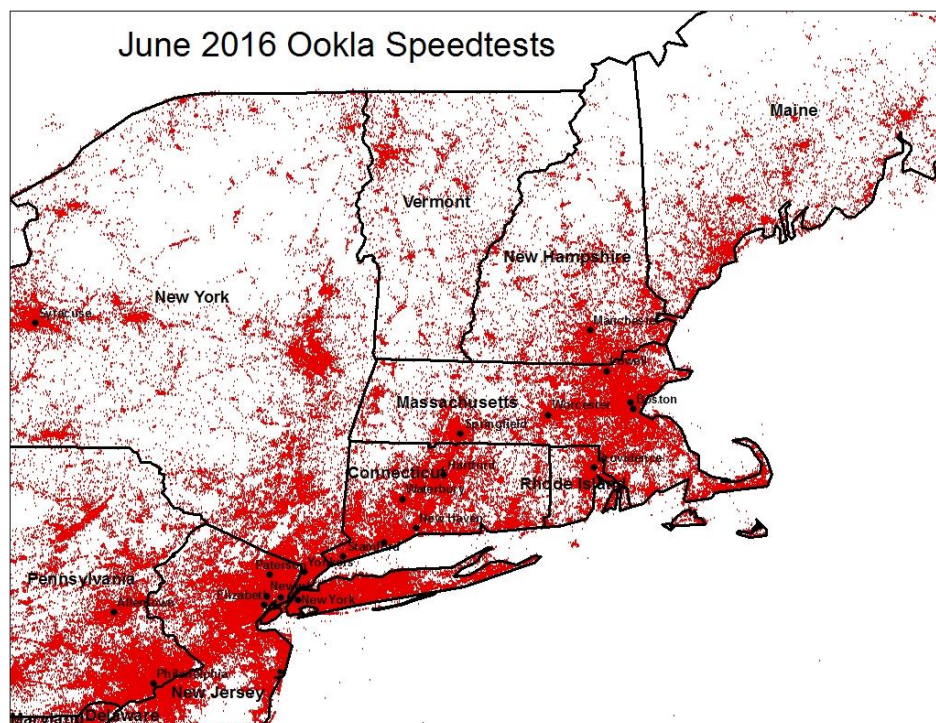 June 2016 Ookla Speedtests
Maine
Vermont
New Hampshire
New York
Syracuse
Manchester
Lowell
Massachusetts
Worcester
Boston
Springfield
Connecticut
Hartford
Providence
Rhode Island
Waterbury
New Haven
Stamford
Paterson
Yonkers
Pennsylvania
Newark
Elizabeth
New York
Allentown
Philadelphia
New Jersey
Maryland
Delaware